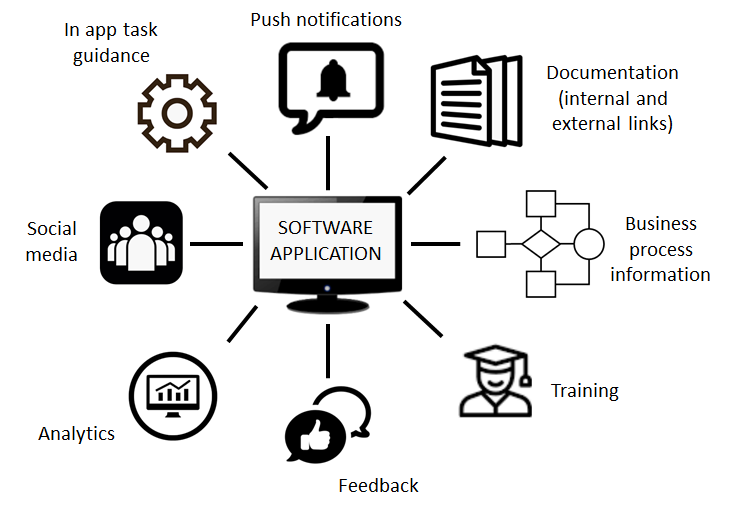 Push notifications
In app task
guidance
Documentation
(internal and
external links)
Social
media
SOFTWARE
APPLICATION
Business
process
information
Training
Analytics
Feedback